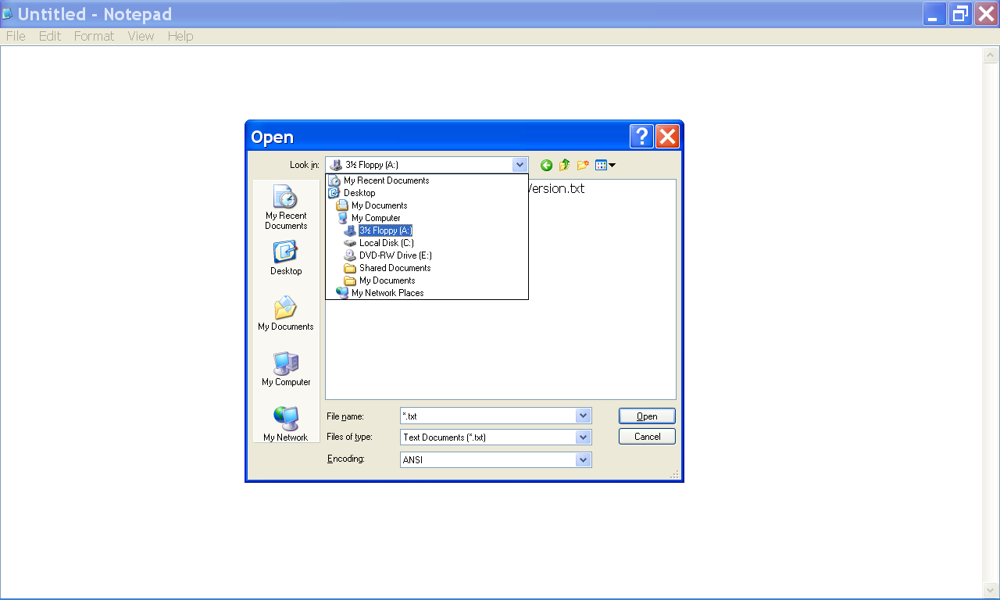 Untitled - Notepad
File Edit Format View Help
Open
Look in: 3½ Floppy (A:)
My Recent Documents
Desktop
My Documents
My Computer
3½ Floppy (A:)
Local Disk (C:)
DVD-RW Drive (E:)
Shared Documents
My Documents
My Network Places
Version.txt
My Recent
Documents
Desktop
My Documents
My Computer
My Network
File name: *.txt
Open
Files of type: Text Documents (*.txt)
Cancel
Encoding: ANSI